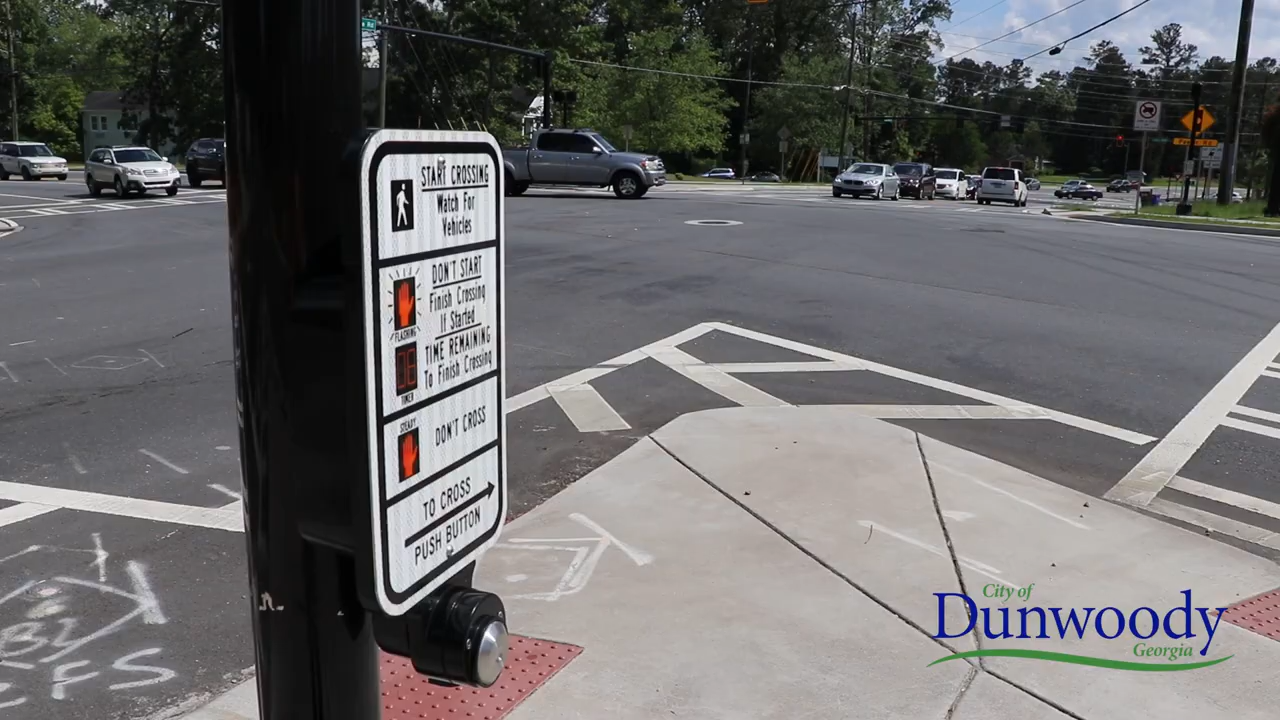 START CROSSING
Watch For
Vehicles
DON'T START
Finish Crossing
If Started
FLASHING
TIME REMAINING
To Finish Crossing
TIMER
STEADY
DON'T CROSS
TO CROSS
PUSH BUTTON
FS
City of
Dunwoody
Georgia